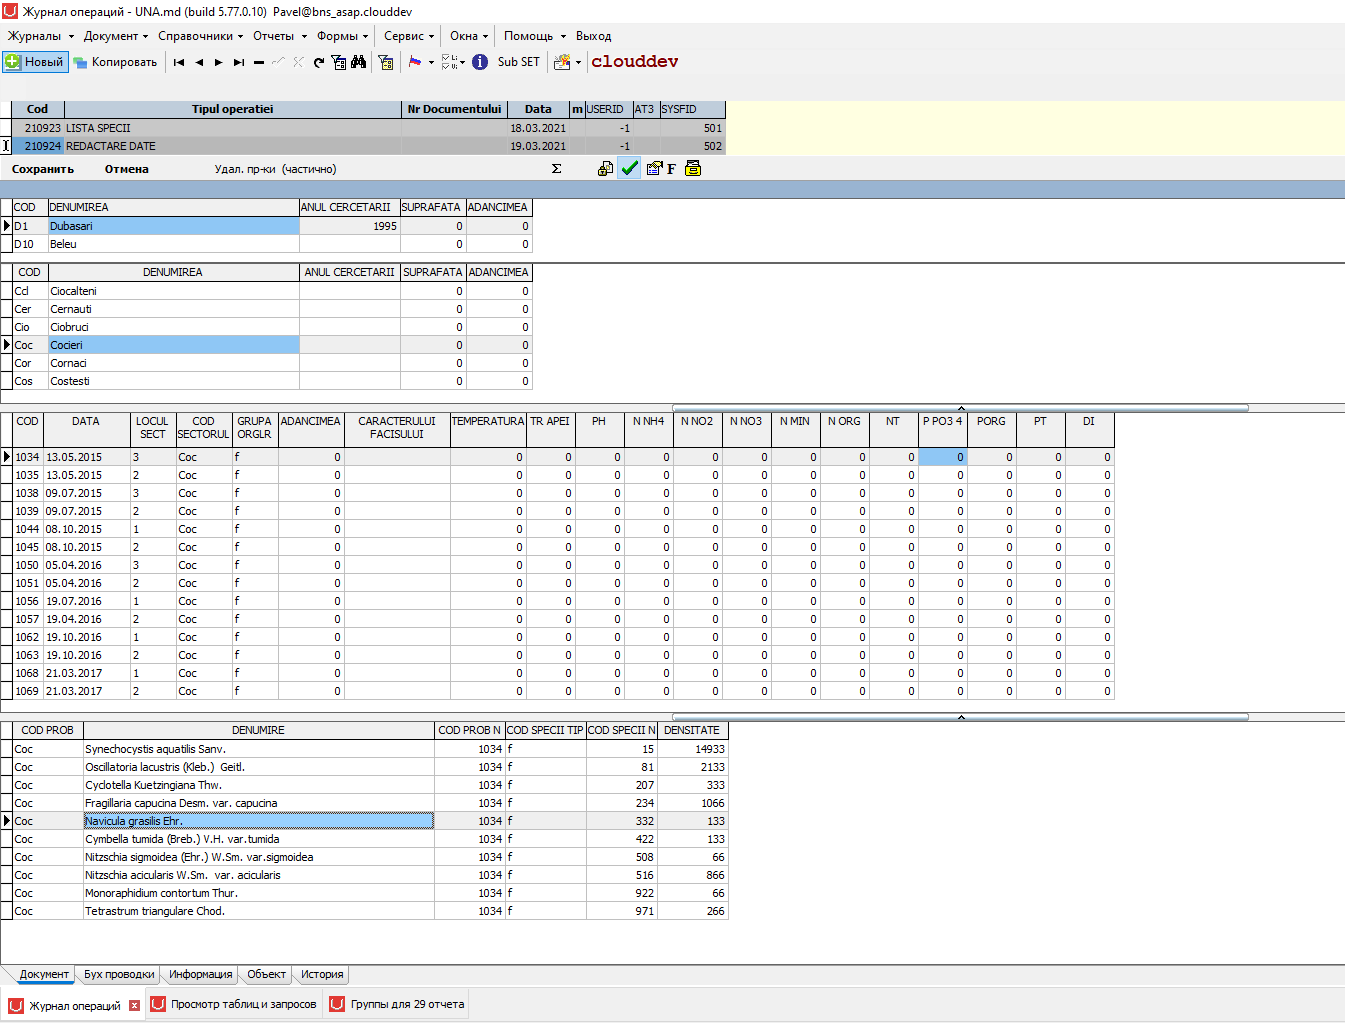 Журнал операций - UNA.md (build 5.77.0.10)  Pavel@bns_asap.clouddev
Журналы Документ Справочники Отчеты Формы Сервис Окна Помощь Выход
Новый Копировать Sub SET clouddev
Cod Tipul operatiei Nr Documentului Data m USERID AT3 SYSFID
210923 LISTA SPECII 18.03.2021 -1 501
210924 REDACTARE DATE 19.03.2021 -1 502
Сохранить Отмена Удал. пр-ки (частично) Σ F
COD DENUMIREA ANUL CERCETARII SUPRAFATA ADANCIMEA
D1 Dubasari 1995 0 0
D10 Beleu 0 0
COD DENUMIREA ANUL CERCETARII SUPRAFATA ADANCIMEA
Ccl Ciocalteni 0 0
Cer Cernauti 0 0
Cio Ciobruci 0 0
Coc Cocieri 0 0
Cor Cornaci 0 0
Cos Costesti 0 0
COD DATA LOCUL SECT COD SECTORUL GRUPA ORGLR ADANCIMEA CARACTERULUI FACISULUI TEMPERATURA TR APEI PH N NH4 N NO2 N NO3 N MIN N ORG NT P PO3 4 PORG PT DI
1034 13.05.2015 3 Coc f 0 0 0 0 0 0 0 0 0 0 0 0 0 0
1035 13.05.2015 2 Coc f 0 0 0 0 0 0 0 0 0 0 0 0 0 0
1038 09.07.2015 3 Coc f 0 0 0 0 0 0 0 0 0 0 0 0 0 0
1039 09.07.2015 2 Coc f 0 0 0 0 0 0 0 0 0 0 0 0 0 0
1044 08.10.2015 1 Coc f 0 0 0 0 0 0 0 0 0 0 0 0 0 0
1045 08.10.2015 2 Coc f 0 0 0 0 0 0 0 0 0 0 0 0 0 0
1050 05.04.2016 3 Coc f 0 0 0 0 0 0 0 0 0 0 0 0 0 0
1051 05.04.2016 2 Coc f 0 0 0 0 0 0 0 0 0 0 0 0 0 0
1056 19.07.2016 1 Coc f 0 0 0 0 0 0 0 0 0 0 0 0 0 0
1057 19.04.2016 2 Coc f 0 0 0 0 0 0 0 0 0 0 0 0 0 0
1062 19.10.2016 1 Coc f 0 0 0 0 0 0 0 0 0 0 0 0 0 0
1063 19.10.2016 2 Coc f 0 0 0 0 0 0 0 0 0 0 0 0 0 0
1068 21.03.2017 1 Coc f 0 0 0 0 0 0 0 0 0 0 0 0 0 0
1069 21.03.2017 2 Coc f 0 0 0 0 0 0 0 0 0 0 0 0 0 0
COD PROB DENUMIRE COD PROB N COD SPECII TIP COD SPECII N DENSITATE
Coc Synechocystis aquatilis Sanv. 1034 f 15 14933
Coc Oscillatoria lacustris (Kleb.)  Geitl. 1034 f 81 2133
Coc Cyclotella Kuetzingiana Thw. 1034 f 207 333
Coc Fragillaria capucina Desm. var. capucina 1034 f 234 1066
Coc Navicula grasilis Ehr. 1034 f 332 133
Coc Cymbella tumida (Breb.) V.H. var.tumida 1034 f 422 133
Coc Nitzschia sigmoidea (Ehr.) W.Sm. var.sigmoidea 1034 f 508 66
Coc Nitzschia acicularis W.Sm.  var. acicularis 1034 f 516 866
Coc Monoraphidium contortum Thur. 1034 f 922 66
Coc Tetrastrum triangulare Chod. 1034 f 971 266
Документ Бух проводки Информация Объект История
Журнал операций Просмотр таблиц и запросов Группы для 29 отчета